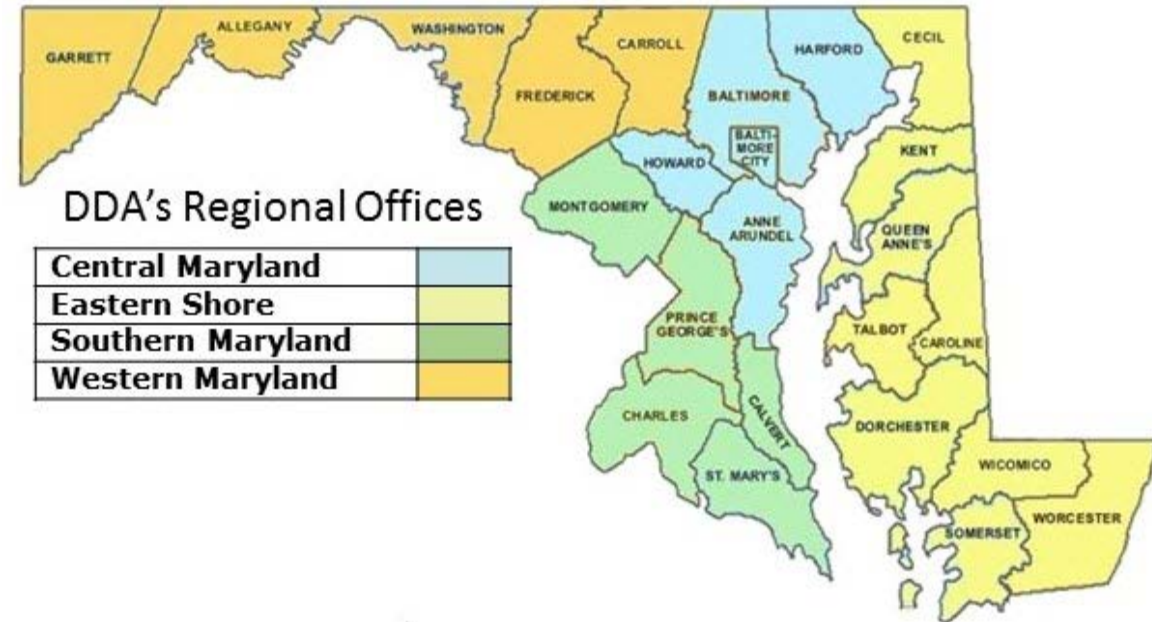 GARRETT
ALLEGANY
WASHINGTON
FREDERICK
CARROLL
BALTIMORE
HARFORD
CECIL
BALTI-
MORE
CITY
HOWARD
KENT
MONTGOMERY
ANNE
ARUNDEL
QUEEN
ANNE'S
DDA's Regional Offices
Central Maryland
Eastern Shore
Southern Maryland
Western Maryland
PRINCE
GEORGE'S
TALBOT
CAROLINE
CHARLES
CALVERT
DORCHESTER
ST. MARY'S
WICOMICO
SOMERSET
WORCESTER